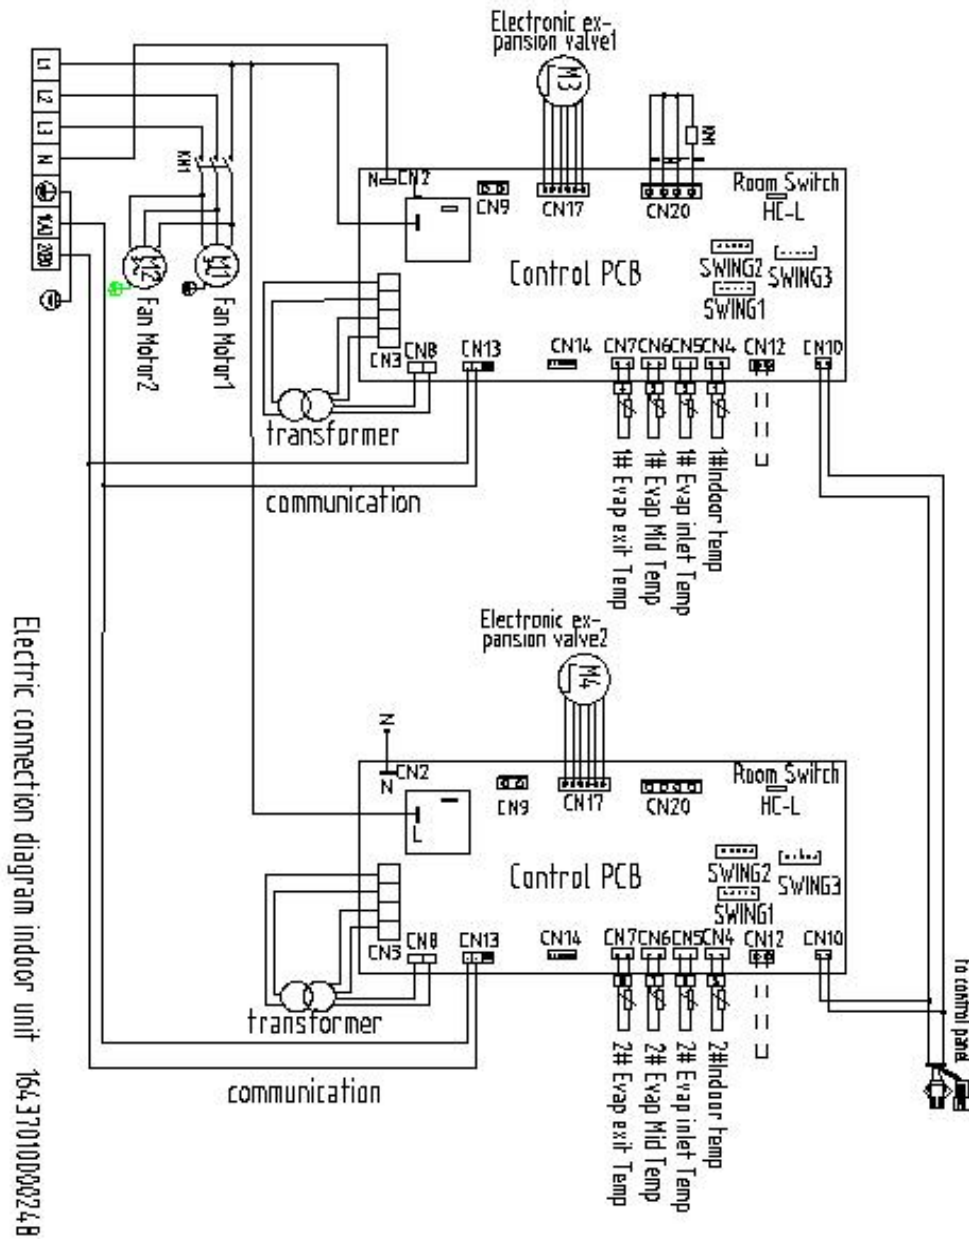 Electronic ex-
pansion valve1
M3
L1
L2
L3
N
KM1
M2
M1
Fan Motor2
Fan Motor1
N
CN2
L
CN9
CN17
CN20
KM1
Room Switch
HC-L
SWING2
SWING3
SWING1
Control PCB
CN3
CN8
CN13
CN14
CN7
CN6
CN5
CN4
CN12
CN10
transformer
communication
1# Evap exit Temp
1# Evap Mid Temp
1# Evap inlet Temp
1#Indoor temp
Electronic ex-
pansion valve2
M4
N
CN2
N
L
CN9
CN17
CN20
Room Switch
HC-L
SWING2
SWING3
SWING1
Control PCB
CN3
CN8
CN13
CN14
CN7
CN6
CN5
CN4
CN12
CN10
transformer
communication
2# Evap exit Temp
2# Evap Mid Temp
2# Evap inlet Temp
2#Indoor temp
To control panel
Electric connection diagram indoor unit